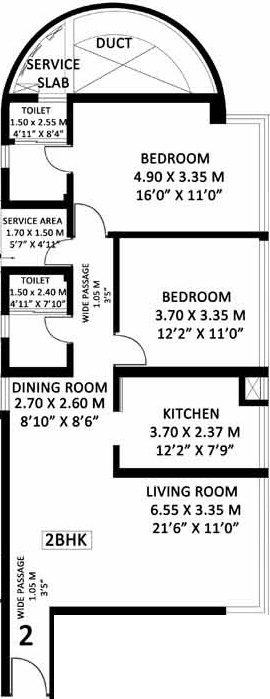 DUCT
SERVICE
SLAB
TOILET
1.50 X 2.55 M
4'11" X 8'4"
BEDROOM
4.90 X 3.35 M
16'0" X 11'0"
SERVICE AREA
1.70 X 1.50 M
5'7" X 4'11"
WIDE PASSAGE
1.05 M
3'5"
TOILET
1.50 x 2.40 M
4'11" X 7'10"
BEDROOM
3.70 X 3.35 M
12'2" X 11'0"
DINING ROOM
2.70 X 2.60 M
8'10" X 8'6"
KITCHEN
3.70 X 2.37 M
12'2" X 7'9"
LIVING ROOM
6.55 X 3.35 M
21'6" X 11'0"
2BHK
WIDE PASSAGE
1.05 M
3'5"
2